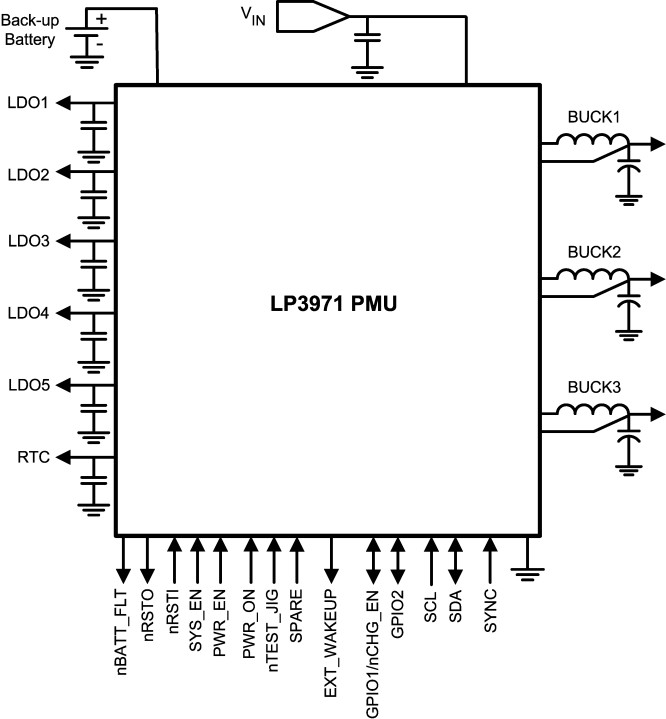 Back-up
Battery
+
-
VIN
LDO1
LDO2
LDO3
LDO4
LDO5
RTC
LP3971 PMU
BUCK1
BUCK2
BUCK3
nBATT_FLT
nRSTO
nRSTI
SYS_EN
PWR_EN
PWR_ON
nTEST_JIG
SPARE
EXT_WAKEUP
GPIO1/nCHG_EN
GPIO2
SCL
SDA
SYNC